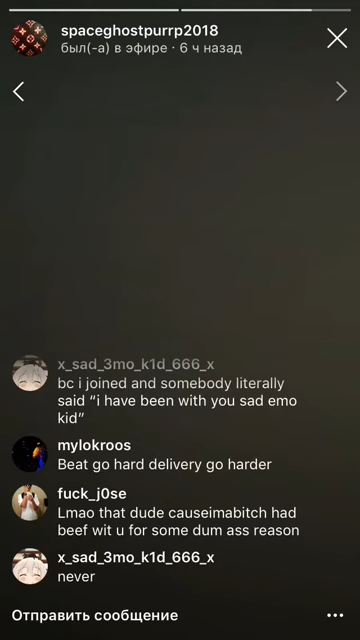 spaceghostpurrp2018
был(-а) в эфире · 6 ч назад
x_sad_3mo_k1d_666_x
bc i joined and somebody literally
said “i have been with you sad emo
kid”
mylokroos
Beat go hard delivery go harder
fuck_j0se
Lmao that dude causeimabitch had
beef wit u for some dum ass reason
x_sad_3mo_k1d_666_x
never
Отправить сообщение